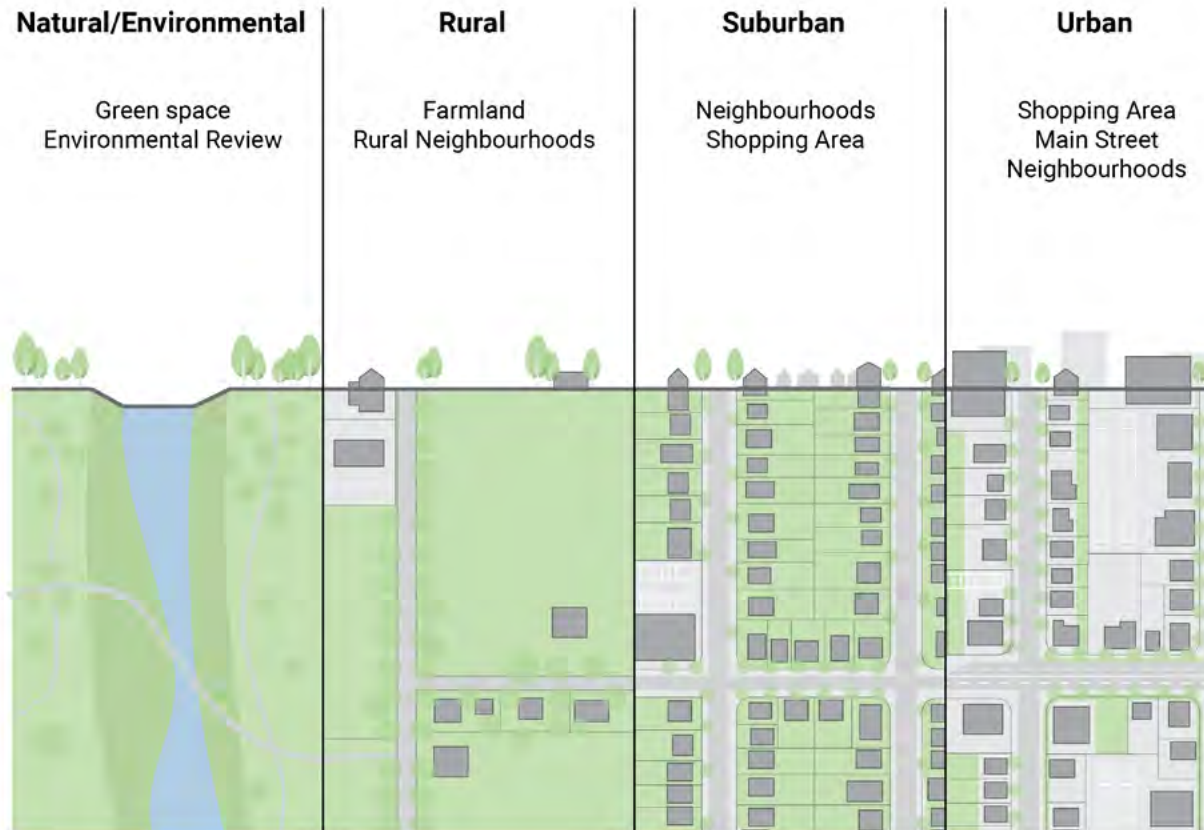 Natural/Environmental
Green space
Environmental Review
Rural
Farmland
Rural Neighbourhoods
Suburban
Neighbourhoods
Shopping Area
Urban
Shopping Area
Main Street
Neighbourhoods